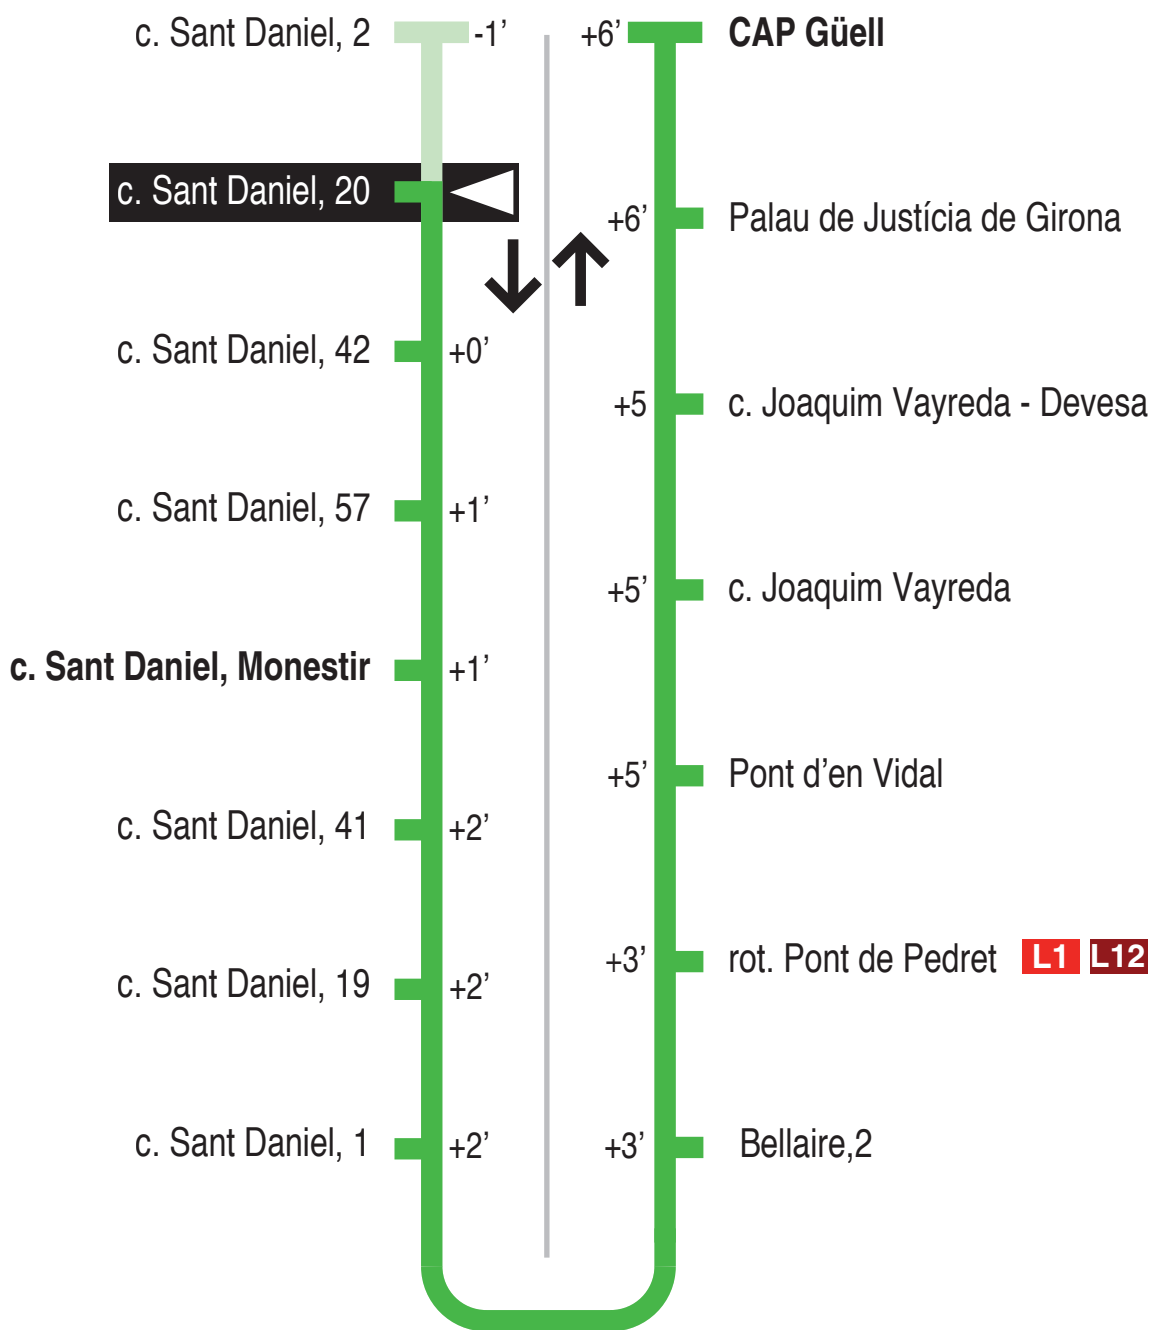 c. Sant Daniel, 2 -1’
c. Sant Daniel, 20
c. Sant Daniel, 42 +0’
c. Sant Daniel, 57 +1’
c. Sant Daniel, Monestir +1’
c. Sant Daniel, 41 +2’
c. Sant Daniel, 19 +2’
c. Sant Daniel, 1 +2’
+6’ CAP Güell
+6’ Palau de Justícia de Girona
+5 c. Joaquim Vayreda - Devesa
+5’ c. Joaquim Vayreda
+5’ Pont d’en Vidal
+3’ rot. Pont de Pedret L1 L12
+3’ Bellaire,2